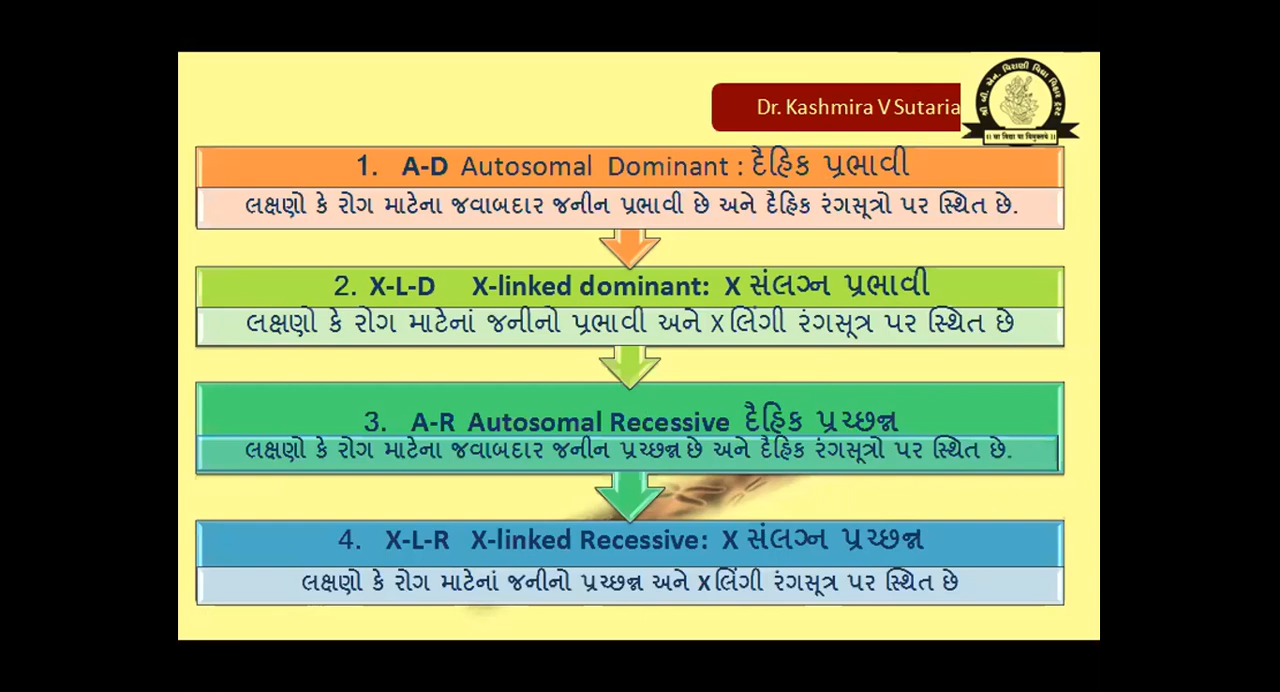 Dr. Kashmira V Sutaria
શ્રી વી. એન. વિરાણી વિદ્યા વિહાર ટ્રસ્ટ
।। सा विद्या या विमुक्तये ।।
1. A-D Autosomal Dominant : દૈહિક પ્રભાવી
લક્ષણો કે રોગ માટેના જવાબદાર જનીન પ્રભાવી છે અને દૈહિક રંગસૂત્રો પર સ્થિત છે.
2. X-L-D X-linked dominant: X સંલગ્ન પ્રભાવી
લક્ષણો કે રોગ માટેનાં જનીનો પ્રભાવી અને X લિંગી રંગસૂત્ર પર સ્થિત છે
3. A-R Autosomal Recessive દૈહિક પ્રચ્છન્ન
લક્ષણો કે રોગ માટેના જવાબદાર જનીન પ્રચ્છન્ન છે અને દૈહિક રંગસૂત્રો પર સ્થિત છે.
4. X-L-R X-linked Recessive: X સંલગ્ન પ્રચ્છન્ન
લક્ષણો કે રોગ માટેનાં જનીનો પ્રચ્છન્ન અને X લિંગી રંગસૂત્ર પર સ્થિત છે